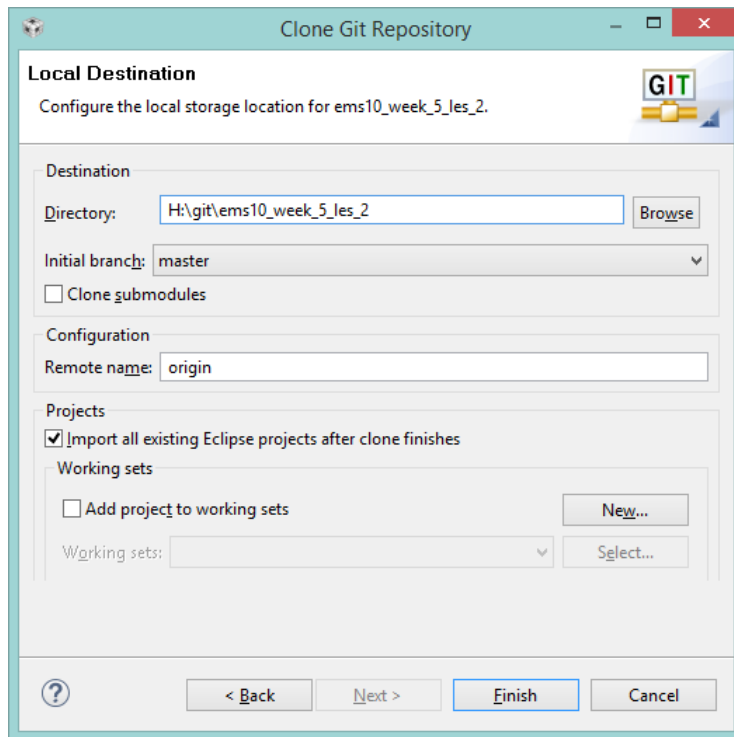 Clone Git Repository
Local Destination
Configure the local storage location for ems10_week_5_les_2.
GIT
Destination
Directory: H:\git\ems10_week_5_les_2 Browse
Initial branch: master
Clone submodules
Configuration
Remote name: origin
Projects
Import all existing Eclipse projects after clone finishes
Working sets
Add project to working sets New...
Working sets: Select...
? < Back Next > Finish Cancel